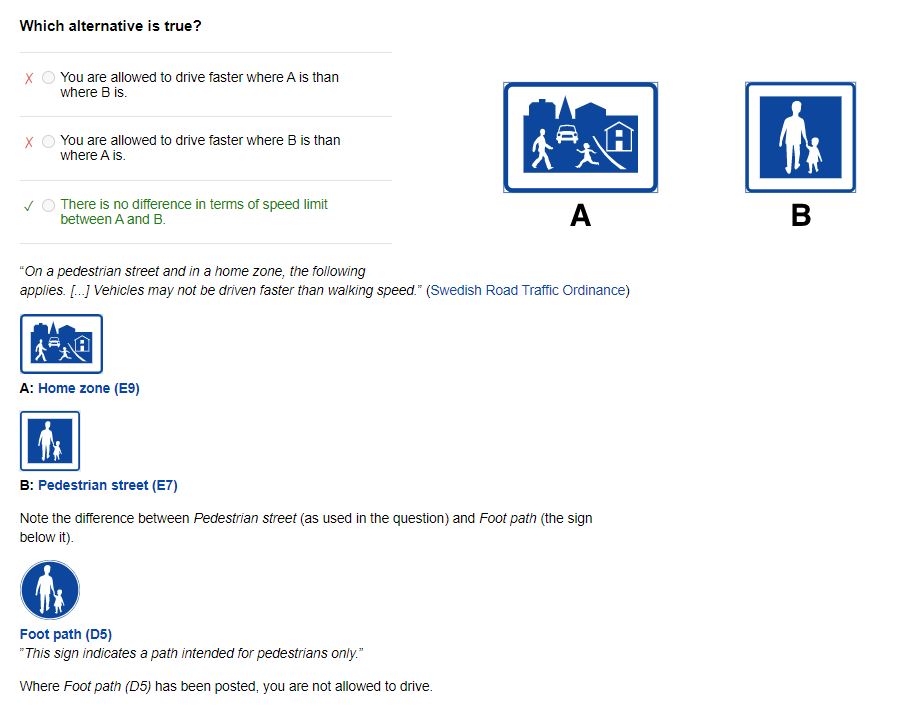 Which alternative is true?
X You are allowed to drive faster where A is than
where B is.
X You are allowed to drive faster where B is than
where A is.
✓ There is no difference in terms of speed limit
between A and B.
A
B
“On a pedestrian street and in a home zone, the following
applies. [...] Vehicles may not be driven faster than walking speed.” (Swedish Road Traffic Ordinance)
A: Home zone (E9)
B: Pedestrian street (E7)
Note the difference between Pedestrian street (as used in the question) and Foot path (the sign
below it).
Foot path (D5)
”This sign indicates a path intended for pedestrians only.”
Where Foot path (D5) has been posted, you are not allowed to drive.